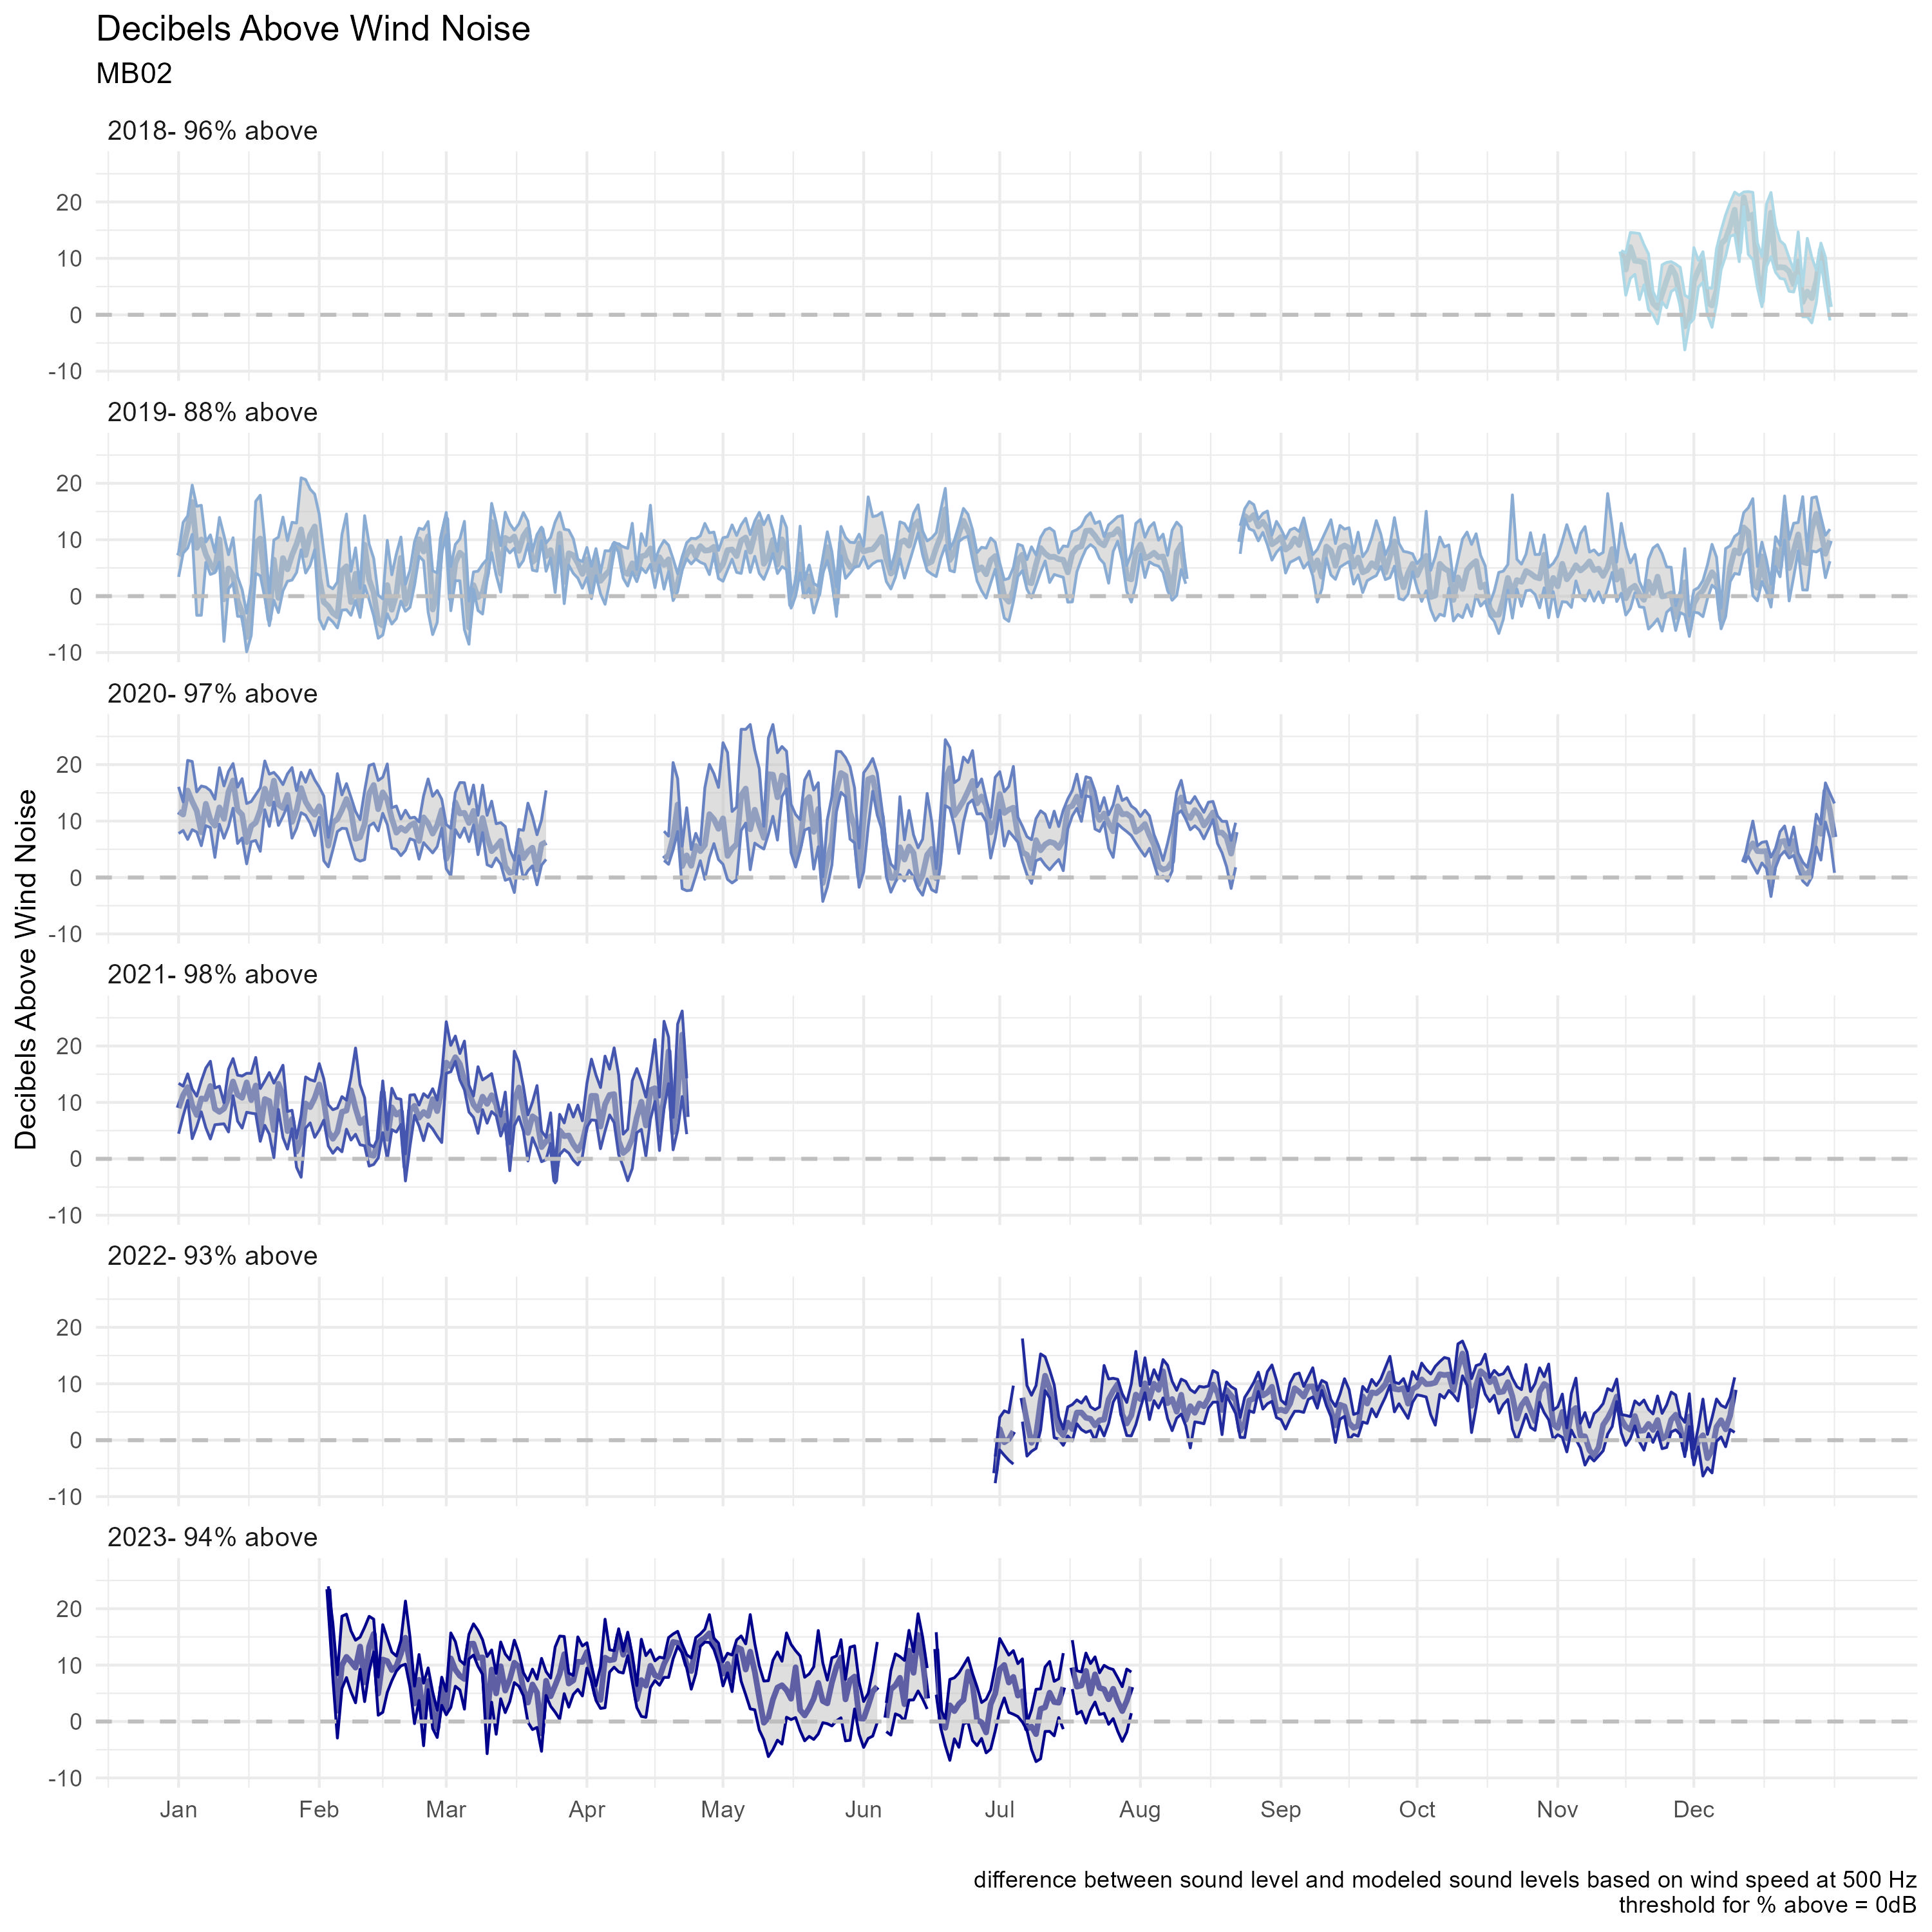 Decibels Above Wind Noise
MB02
2018- 96% above
20
10
0
-10
2019- 88% above
20
10
0
-10
2020- 97% above
20
10
0
-10
2021- 98% above
20
10
0
-10
2022- 93% above
20
10
0
-10
2023- 94% above
20
10
0
-10
Decibels Above Wind Noise
Jan Feb Mar Apr May Jun Jul Aug Sep Oct Nov Dec
difference between sound level and modeled sound levels based on wind speed at 500 Hz
threshold for % above = 0dB